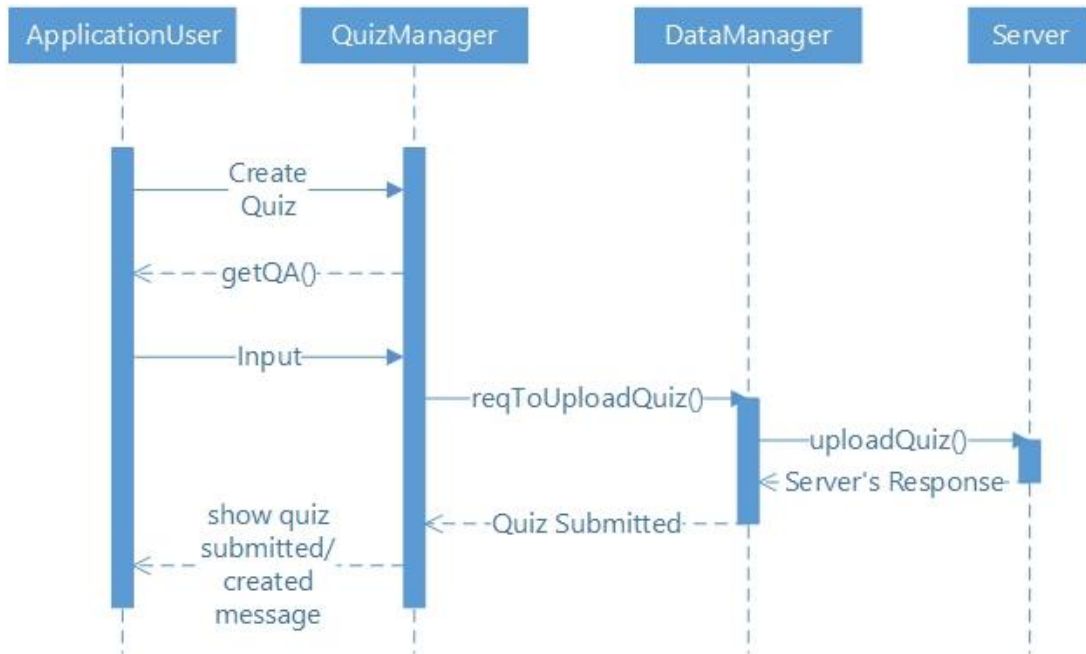 ApplicationUser
QuizManager
DataManager
Server
Create
Quiz
getQA()
Input
reqToUploadQuiz()
uploadQuiz()
Server's Response
Quiz Submitted
show quiz
submitted/
created
message